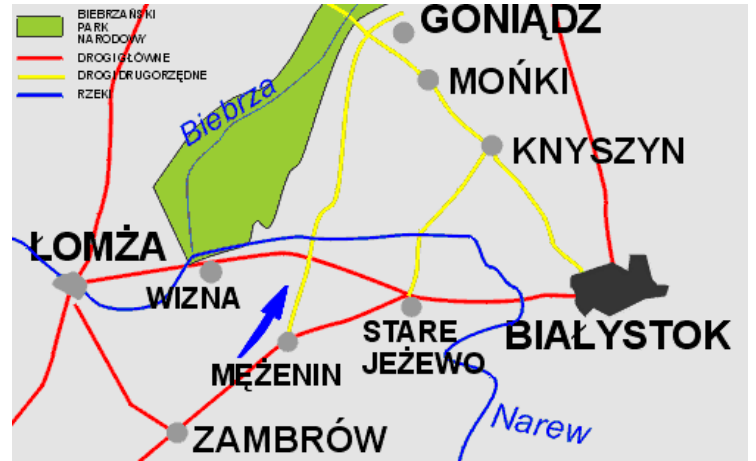 BIEBRZAŃSKI
PARK
NARODOWY
DROGI GŁÓWNE
DROGI DRUGORZĘDNE
RZEKI
GONIĄDZ
MOŃKI
Biebrza
KNYSZYN
ŁOMŻA
WIZNA
STARE
JEŻEWO
BIAŁYSTOK
MĘŻENIN
Narew
ZAMBRÓW